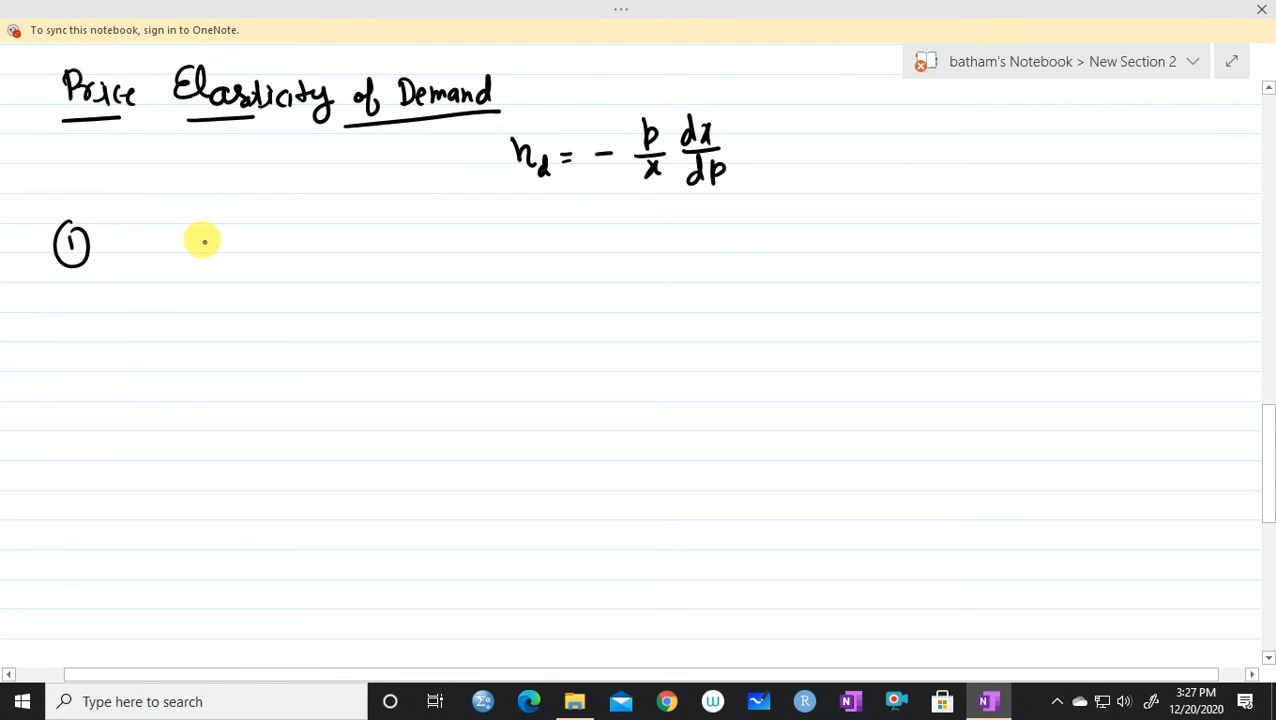 ...
To sync this notebook, sign in to OneNote.
batham's Notebook > New Section 2
Price Elasticity of Demand
η_d = - p/x dx/dp
①
Type here to search
3:27 PM
12/20/2020